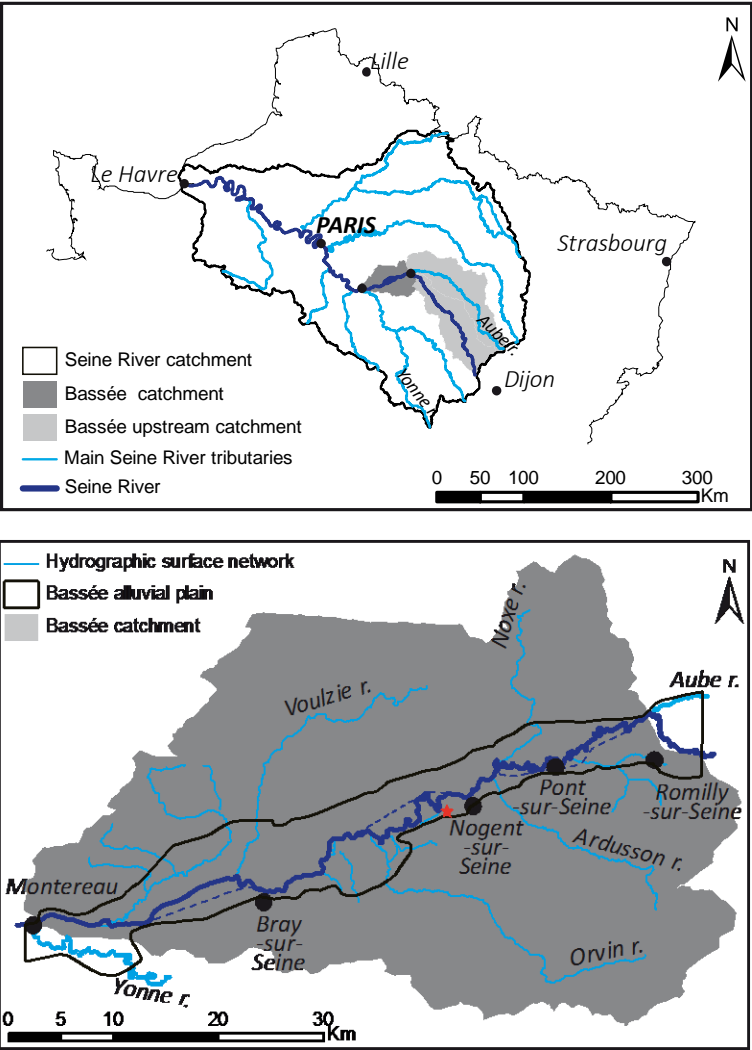 N
Lille
Le Havre
PARIS
Strasbourg
Aube r.
Yonne r.
Dijon
Seine River catchment
Bassée catchment
Bassée upstream catchment
Main Seine River tributaries
Seine River
0 50 100 200 300
Km
Hydrographic surface network
Bassée alluvial plain
Bassée catchment
N
Noxe r.
Aube r.
Voulzie r.
Pont
-sur-Seine
Romilly
-sur-Seine
Nogent
-sur-
Seine
Ardusson r.
Montereau
Bray
-sur-
Seine
Orvin r.
Yonne r.
0 5 10 20 30
Km